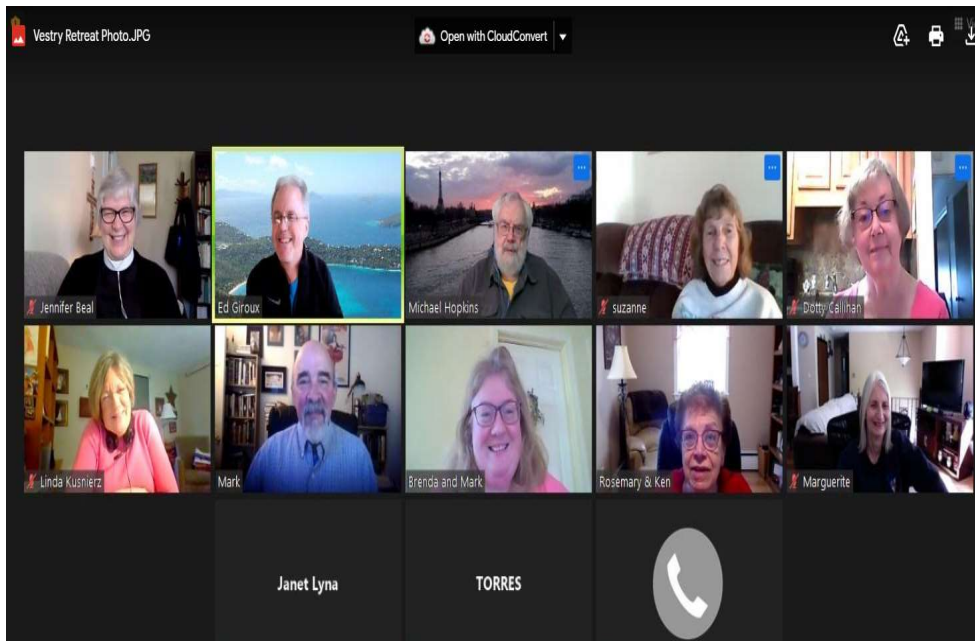 Vestry Retreat Photo.JPG
Open with CloudConvert
Jennifer Beal
Ed Giroux
Michael Hopkins
suzanne
Dotty Callihan
Linda Kusnierz
Mark
Brenda and Mark
Rosemary & Ken
Marguerite
Janet Lyna
TORRES